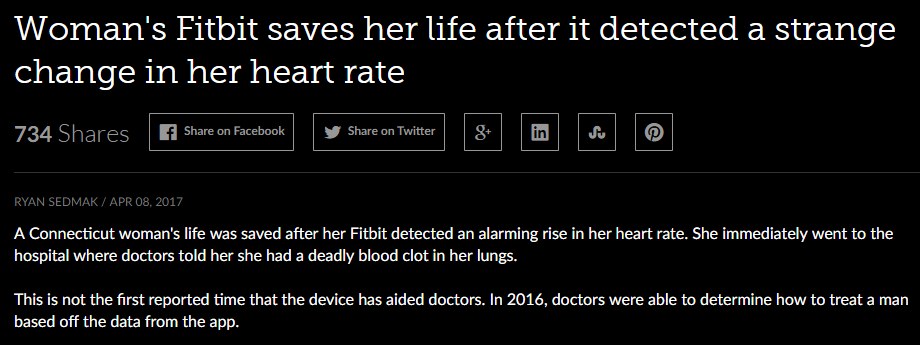 Woman's Fitbit saves her life after it detected a strange
change in her heart rate
734 Shares
Share on Facebook
Share on Twitter
g+
in
RYAN SEDMAK / APR 08, 2017
A Connecticut woman's life was saved after her Fitbit detected an alarming rise in her heart rate. She immediately went to the
hospital where doctors told her she had a deadly blood clot in her lungs.
This is not the first reported time that the device has aided doctors. In 2016, doctors were able to determine how to treat a man
based off the data from the app.